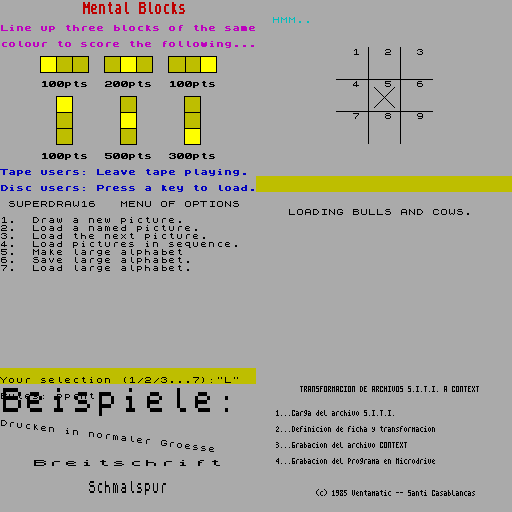 Mental Blocks
Line up three blocks of the same
colour to score the following...
100pts 200pts 100pts
100pts 500pts 300pts
Tape users: Leave tape playing.
Disc users: Press a key to load.
HMM..
1 2 3
4 5 6
7 8 9
SUPERDRAW16 MENU OF OPTIONS
1. Draw a new picture.
2. Load a named picture.
3. Load the next picture.
4. Load pictures in sequence.
5. Make large alphabet
6. Save large alphabet.
7. Load large alphabet.
Your selection (1/2/3...7):"L"
LOADING BULLS AND COWS.
Beispiele:
Drucken in normaler Groesse
Breitschrift
Schmalspur
TRANSFORMACION DE ARCHIVOS S.I.T.I. A CONTEXT
1...Carga del archivo S.I.T.I.
2...Definicion de ficha y transformacion
3...Grabacion del archivo CONTEXT
4...Grabacion del Programa en Microdrive
(c) 1985 Ventamatic -- Santi Casablancas